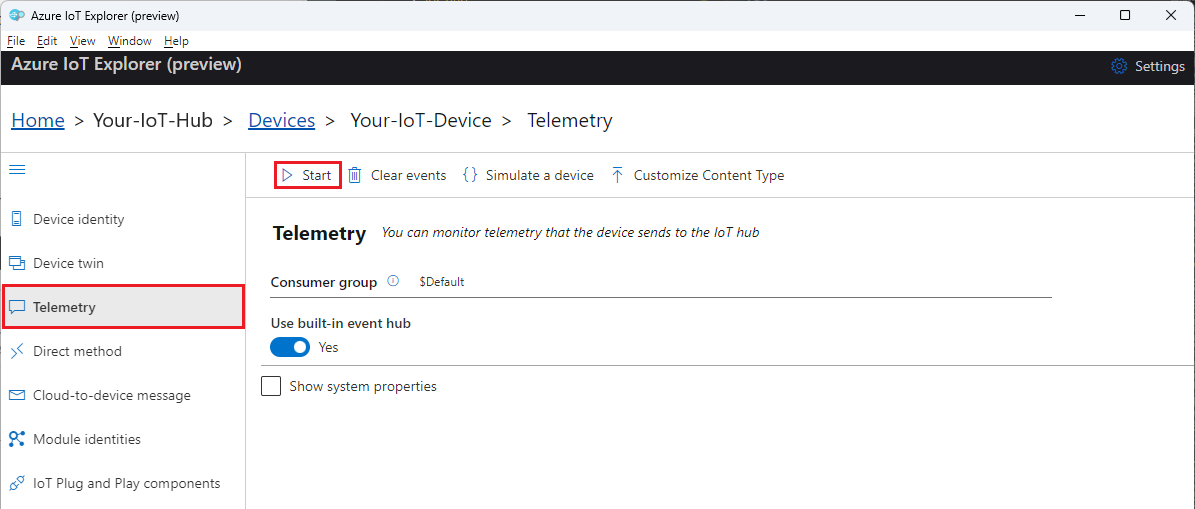 Azure IoT Explorer (preview)
File Edit View Window Help
Azure IoT Explorer (preview) Settings
Home > Your-IoT-Hub > Devices > Your-IoT-Device > Telemetry
Start Clear events {} Simulate a device Customize Content Type
Device identity
Device twin
Telemetry
Direct method
Cloud-to-device message
Module identities
IoT Plug and Play components
Telemetry You can monitor telemetry that the device sends to the IoT hub
Consumer group $Default
Use built-in event hub
Yes
Show system properties